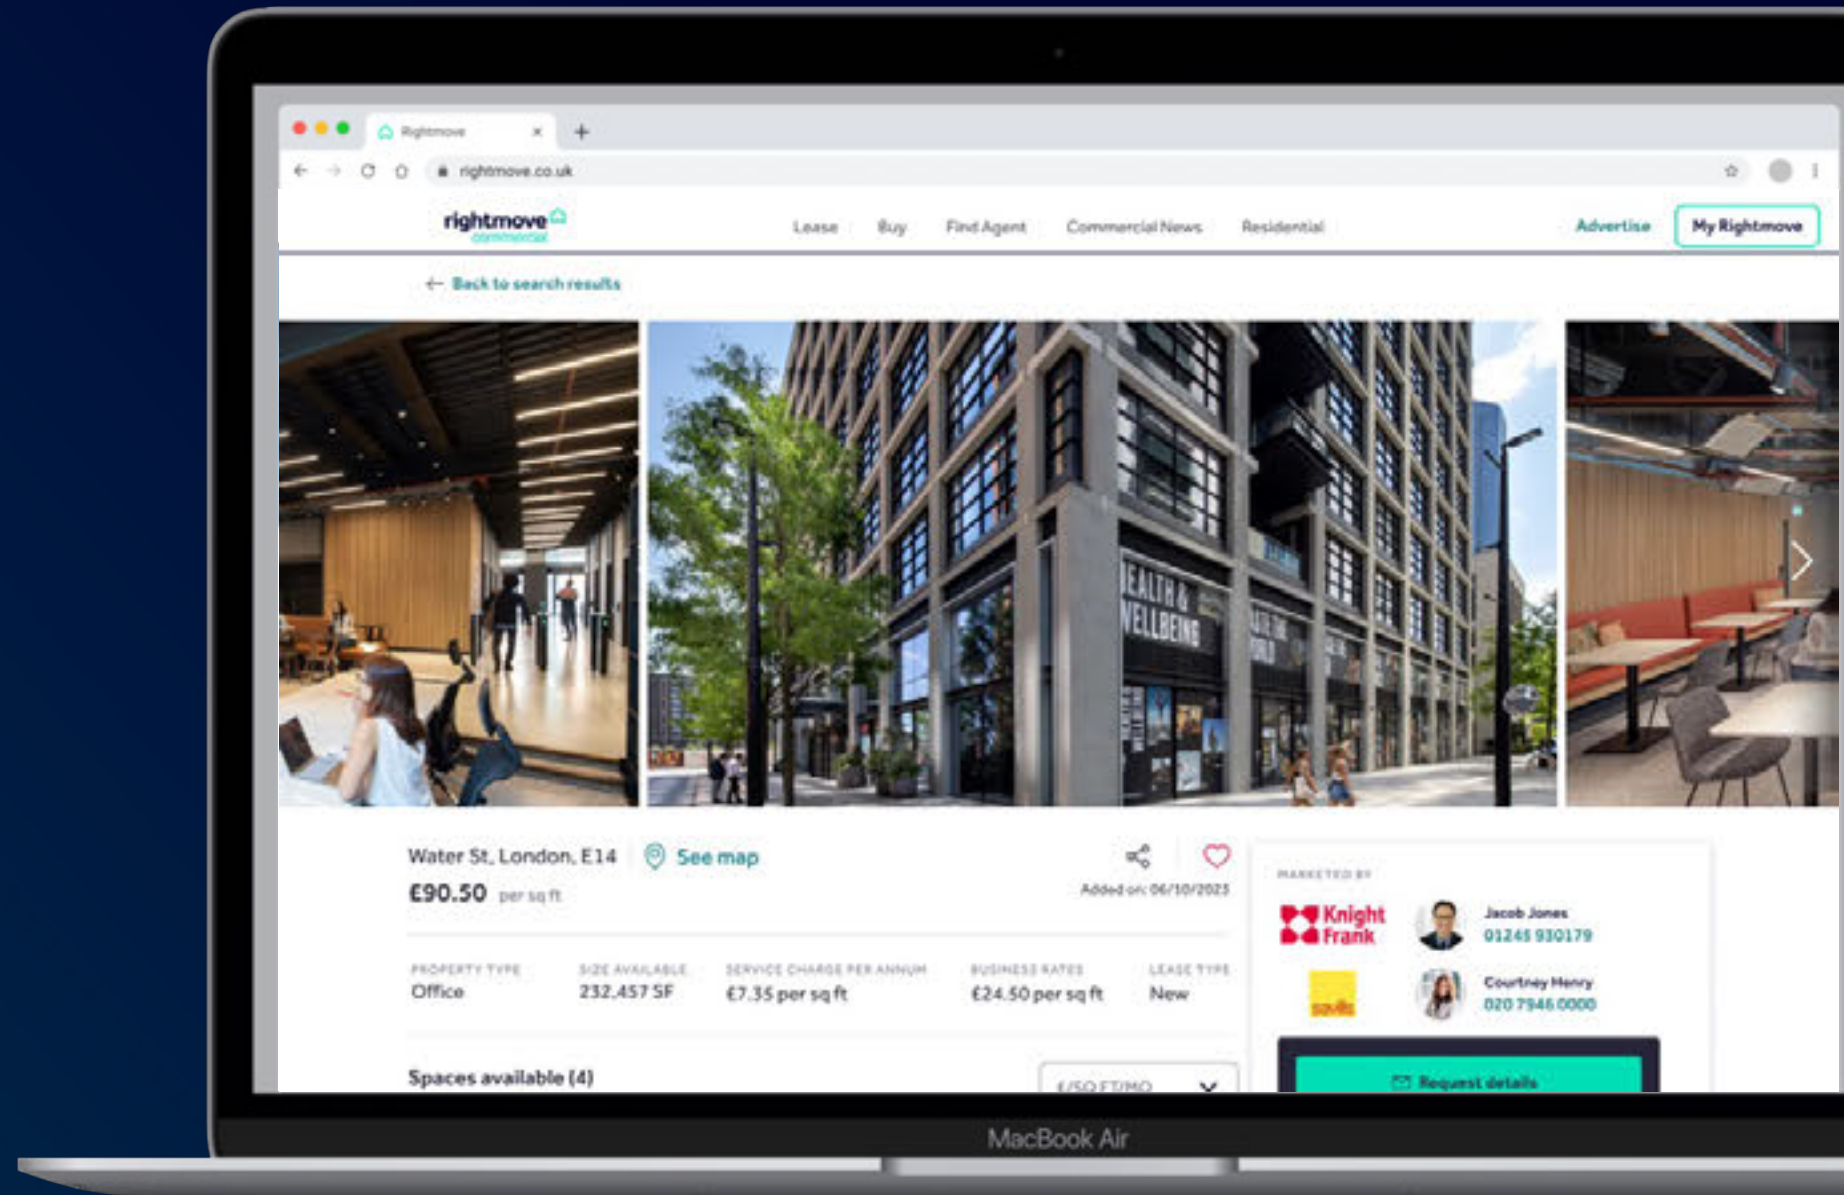 Rightmove
rightmove.co.uk
rightmove
commercial
Lease Buy Find Agent Commercial News Residential Advertise My Rightmove
← Back to search results
HEALTH &
WELLBEING
Water St, London, E14 See map
£90.50 per sq ft
Added on: 06/10/2023
PROPERTY TYPE SIZE AVAILABLE SERVICE CHARGE PER ANNUM BUSINESS RATES LEASE TYPE
Office 232,457 SF £7.35 per sq ft €24.50 per sq ft New
Spaces available (4)
£/SQ FT/MO
MARKETED BY
Knight
Frank
Jacob Jones
01245 930179
savills
Courtney Henry
020 7946 0000
Request details
MacBook Air